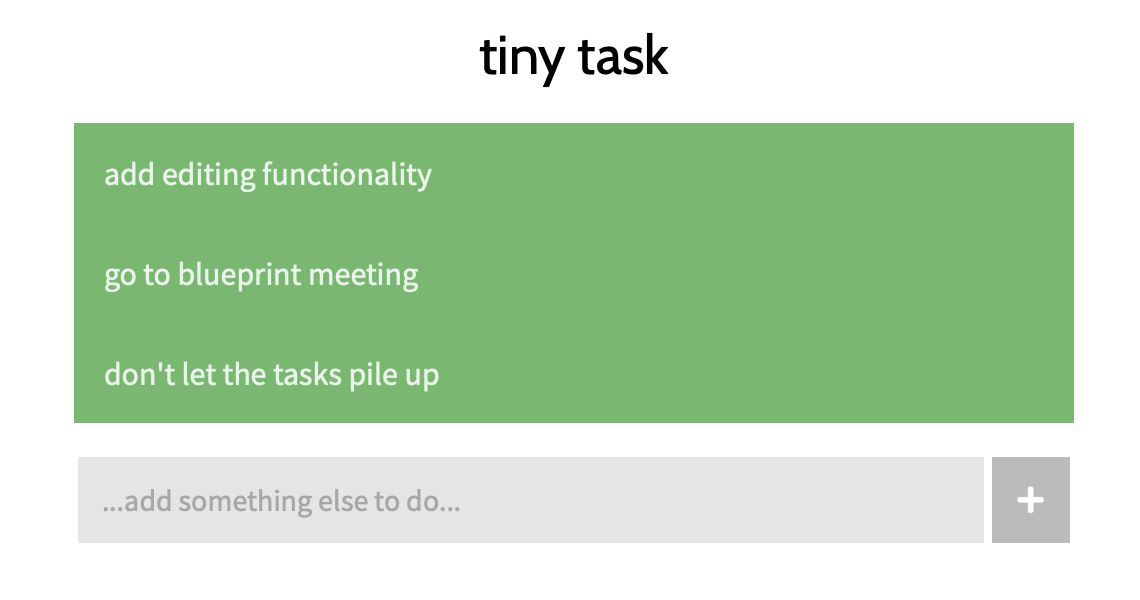 tiny task
add editing functionality
go to blueprint meeting
don't let the tasks pile up
...add something else to do...
+